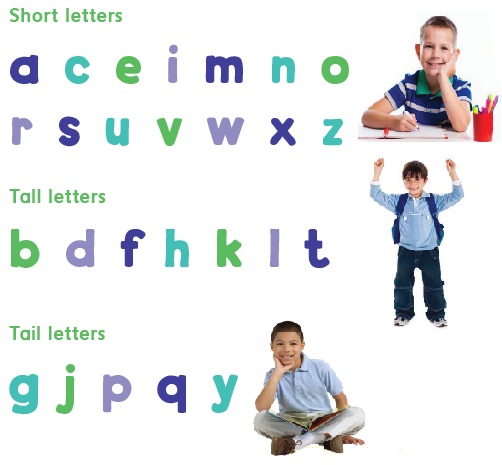 Short letters
a c e i m n o
r s u v w x z
Tall letters
b d f h k l t
Tail letters
g j p q y